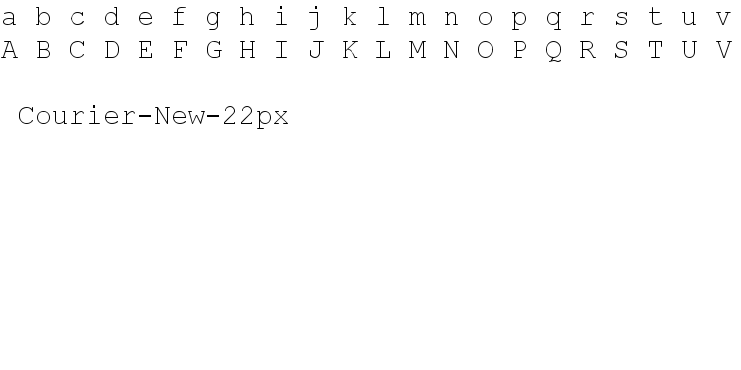 a b c d e f g h i j k l m n o p q r s t u v
A B C D E F G H I J K L M N O P Q R S T U V
Courier-New-22px